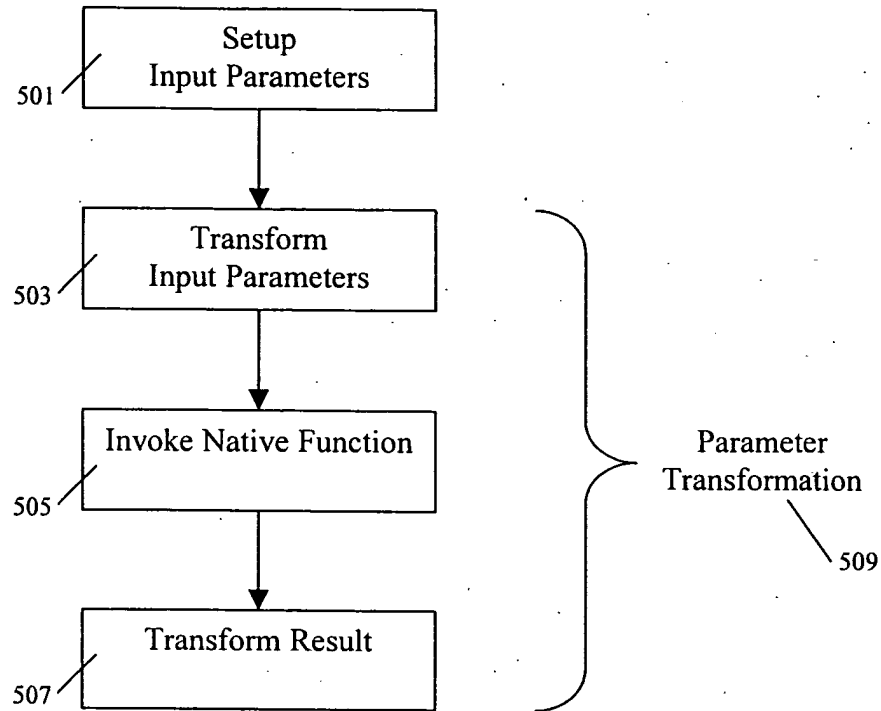 Setup
Input Parameters
501
Transform
Input Parameters
503
Invoke Native Function
505
Parameter
Transformation
509
Transform Result
507